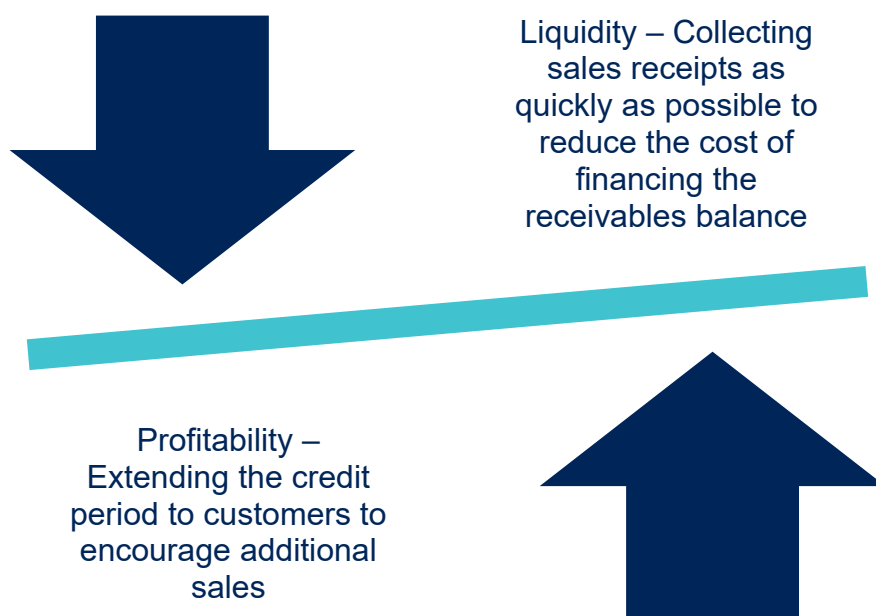 Liquidity – Collecting
sales receipts as
quickly as possible to
reduce the cost of
financing the
receivables balance
Profitability –
Extending the credit
period to customers to
encourage additional
sales